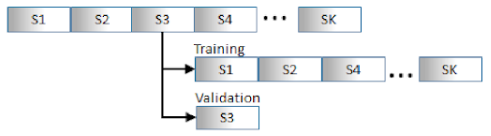 S1 S2 S3 S4 ... SK
Training
S1 S2 S4 ... SK
Validation
S3